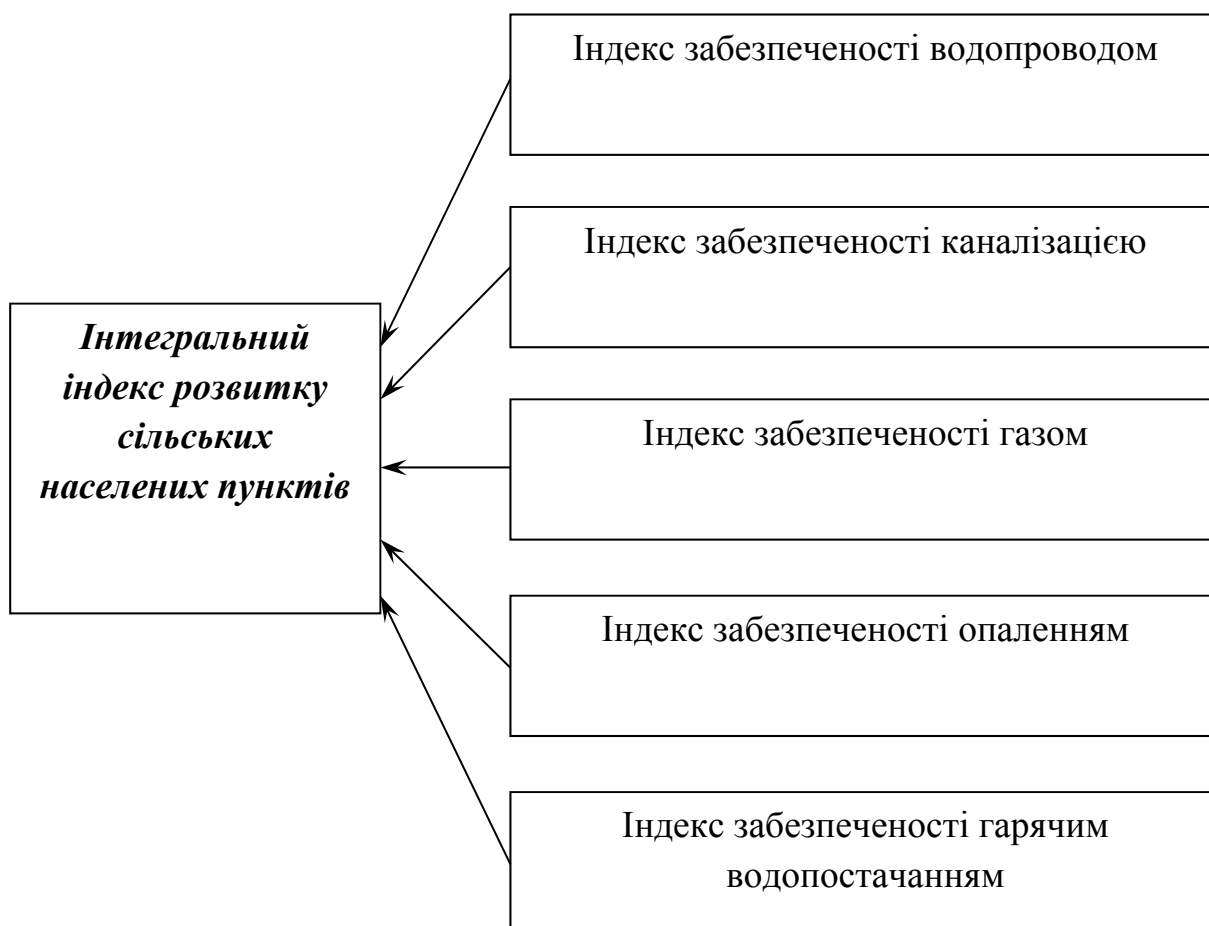 Індекс забезпеченості водопроводом
Індекс забезпеченості каналізацією
Інтегральний
індекс розвитку
сільських
населених пунктів
Індекс забезпеченості газом
Індекс забезпеченості опаленням
Індекс забезпеченості гарячим
водопостачанням